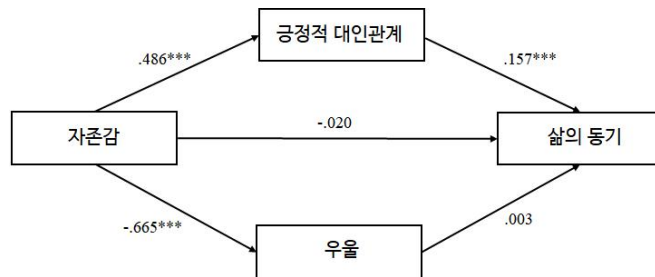 긍정적 대인관계
.486***
.157***
자존감
-.020
삶의 동기
-.665***
.003
우울